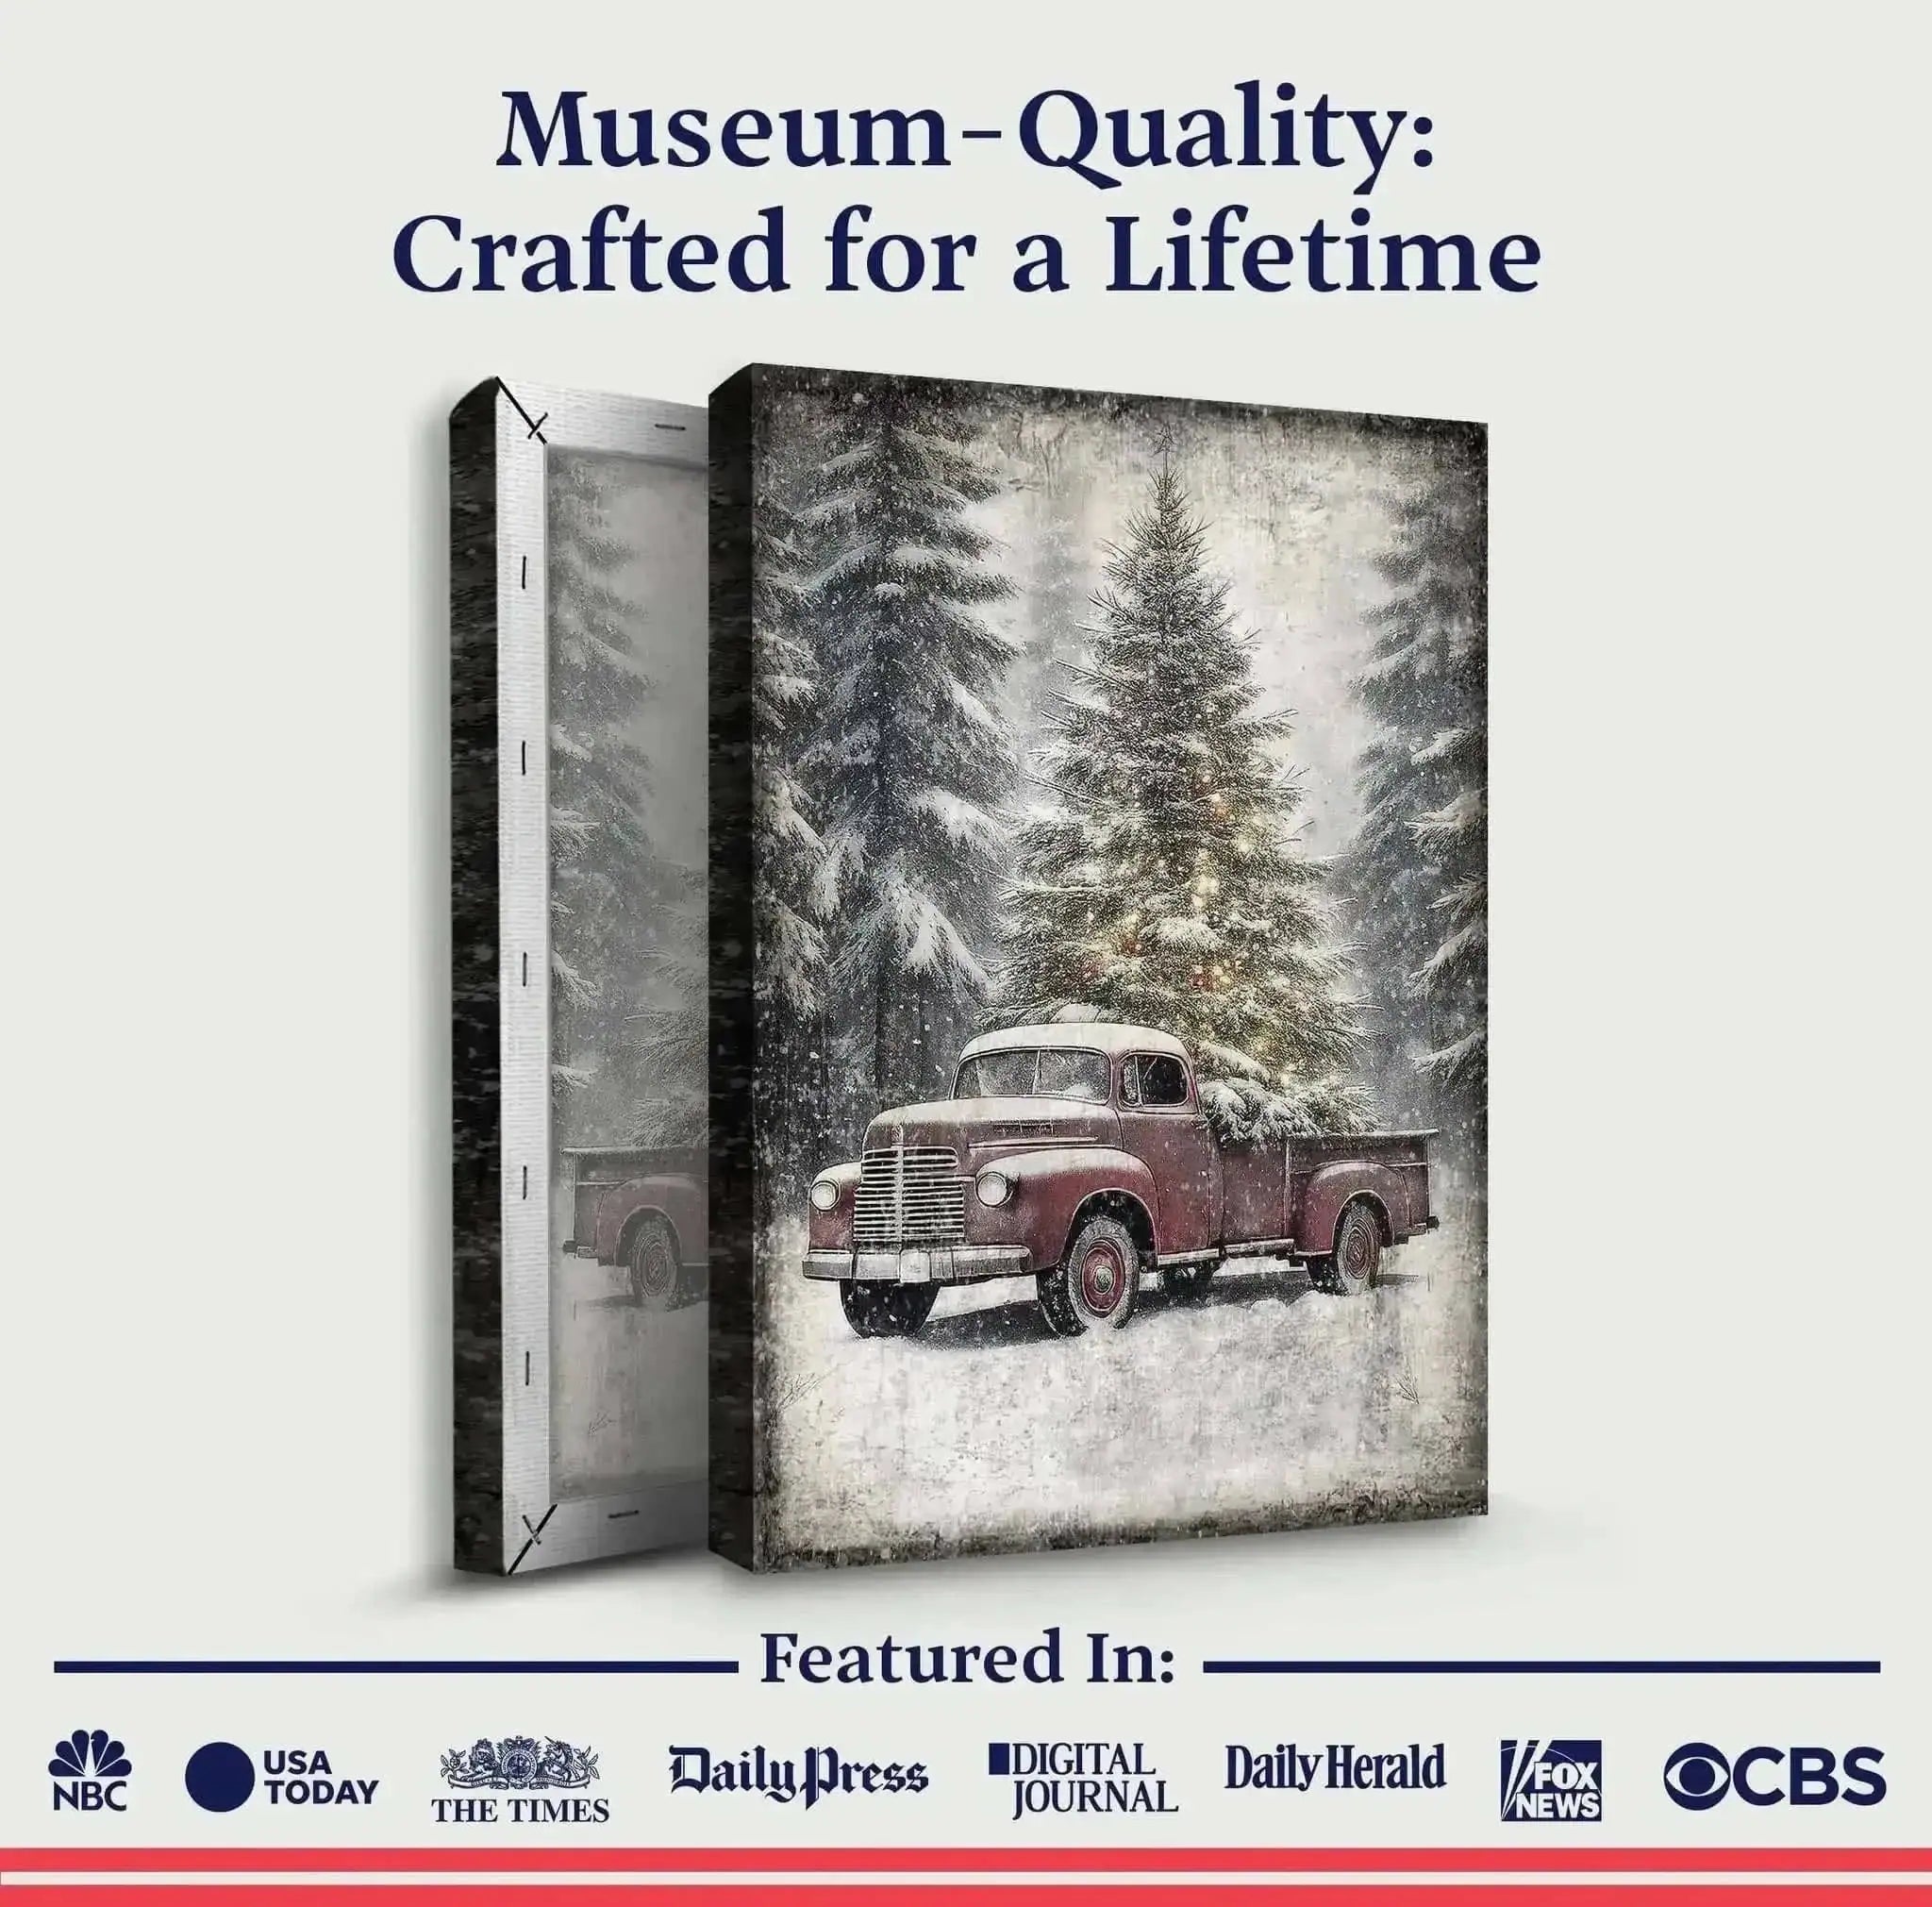 Museum-Quality:
Crafted for a Lifetime
Featured In:
NBC
USA
TODAY
THE TIMES
Daily Press
DIGITAL
JOURNAL
Daily Herald
FOX
NEWS
CBS